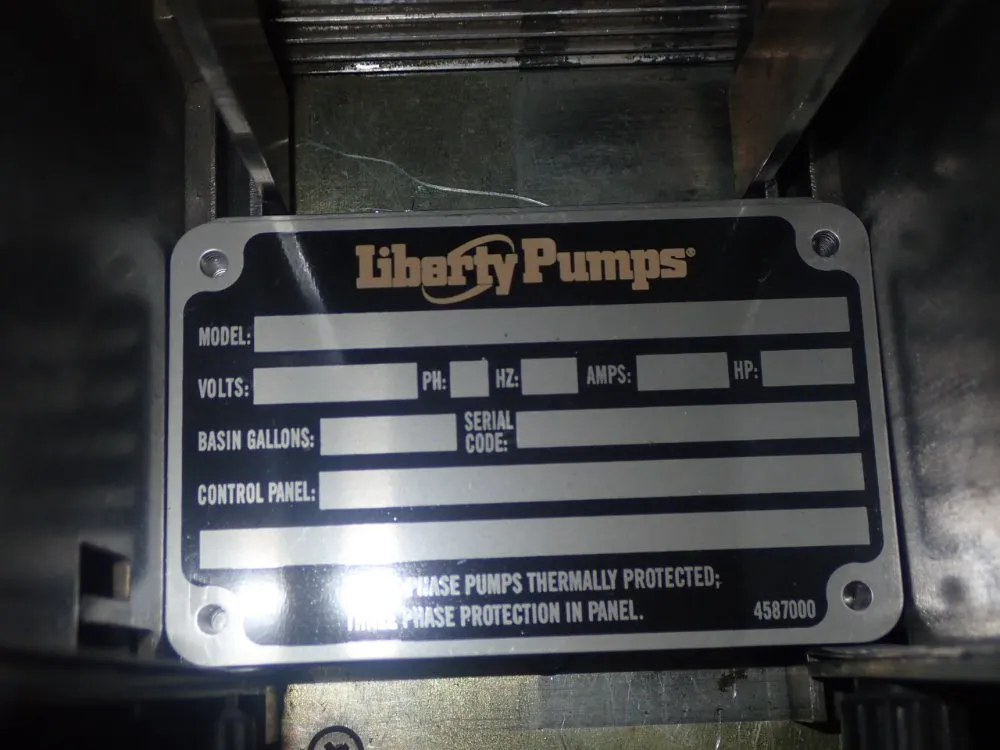 Liberty Pumps®
MODEL:
VOLTS: PH: HZ: AMPS: HP:
BASIN GALLONS: SERIAL CODE:
CONTROL PANEL:
PHASE PUMPS THERMALLY PROTECTED;
THREE PHASE PROTECTION IN PANEL.
4587000